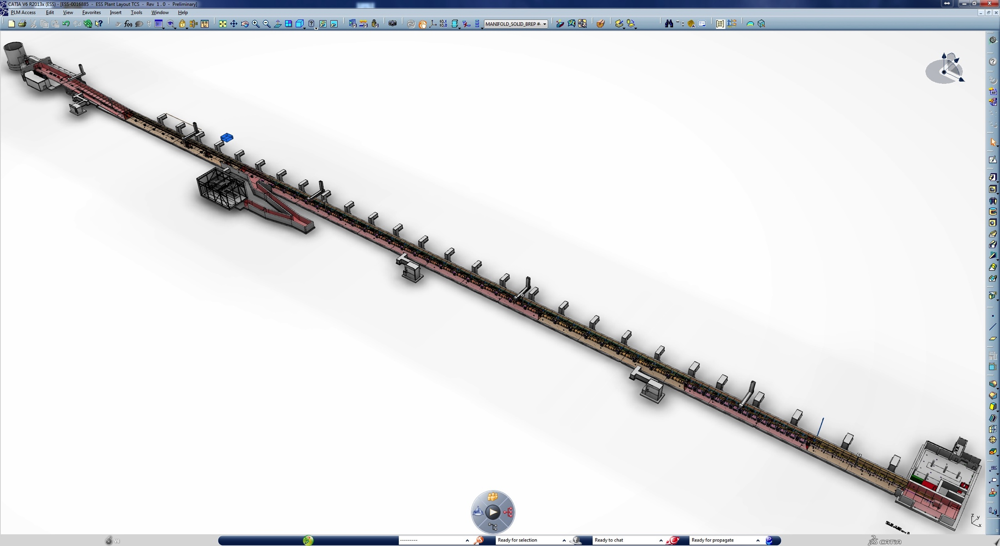 CATIA V6 R2013x (ESS) - [ESS-0016885 - ESS Plant Layout TCS - Rev 1.0 - Preliminary]
PLM Access Edit View Favorites Insert Tools Window Help
MANIFOLD_SOLID_BREP #
V6
---------
Ready for selection
Ready to chat
Ready for propagate
CATIA
z y
x